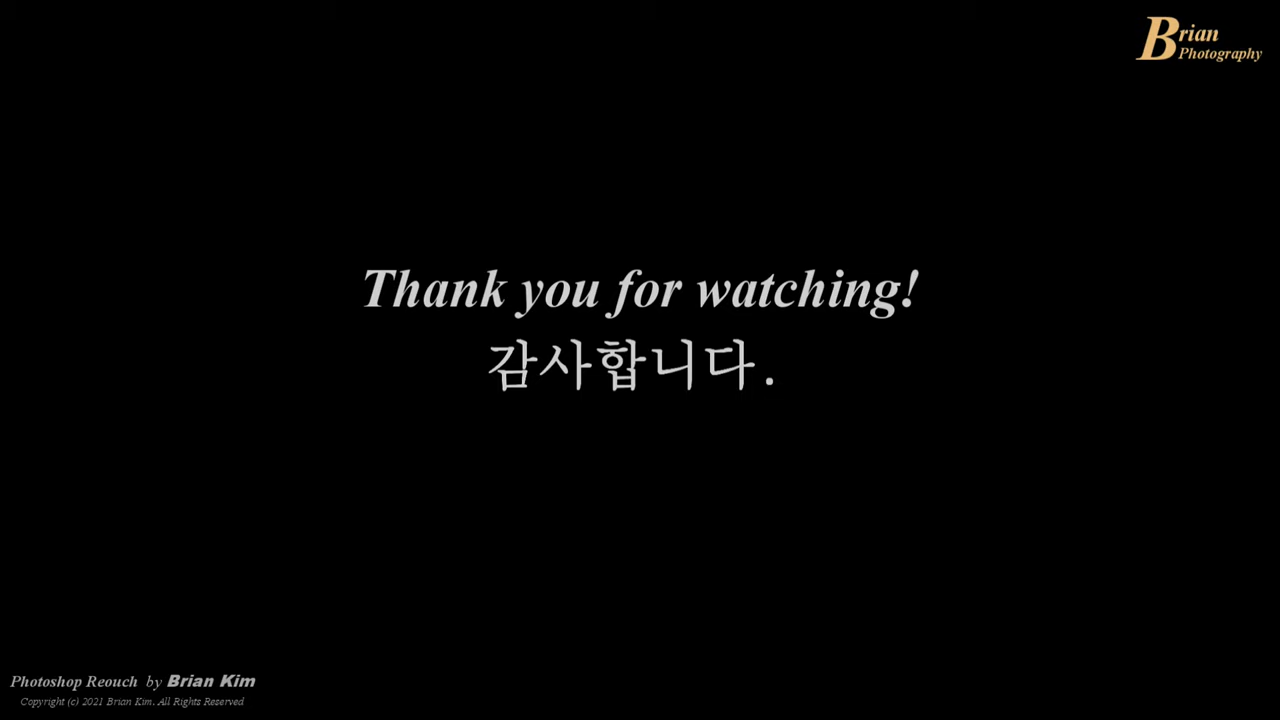 Brian
Photography
Thank you for watching!
감사합니다.
Photoshop Reouch by Brian Kim
Copyright (c) 2021 Brian Kim. All Rights Reserved